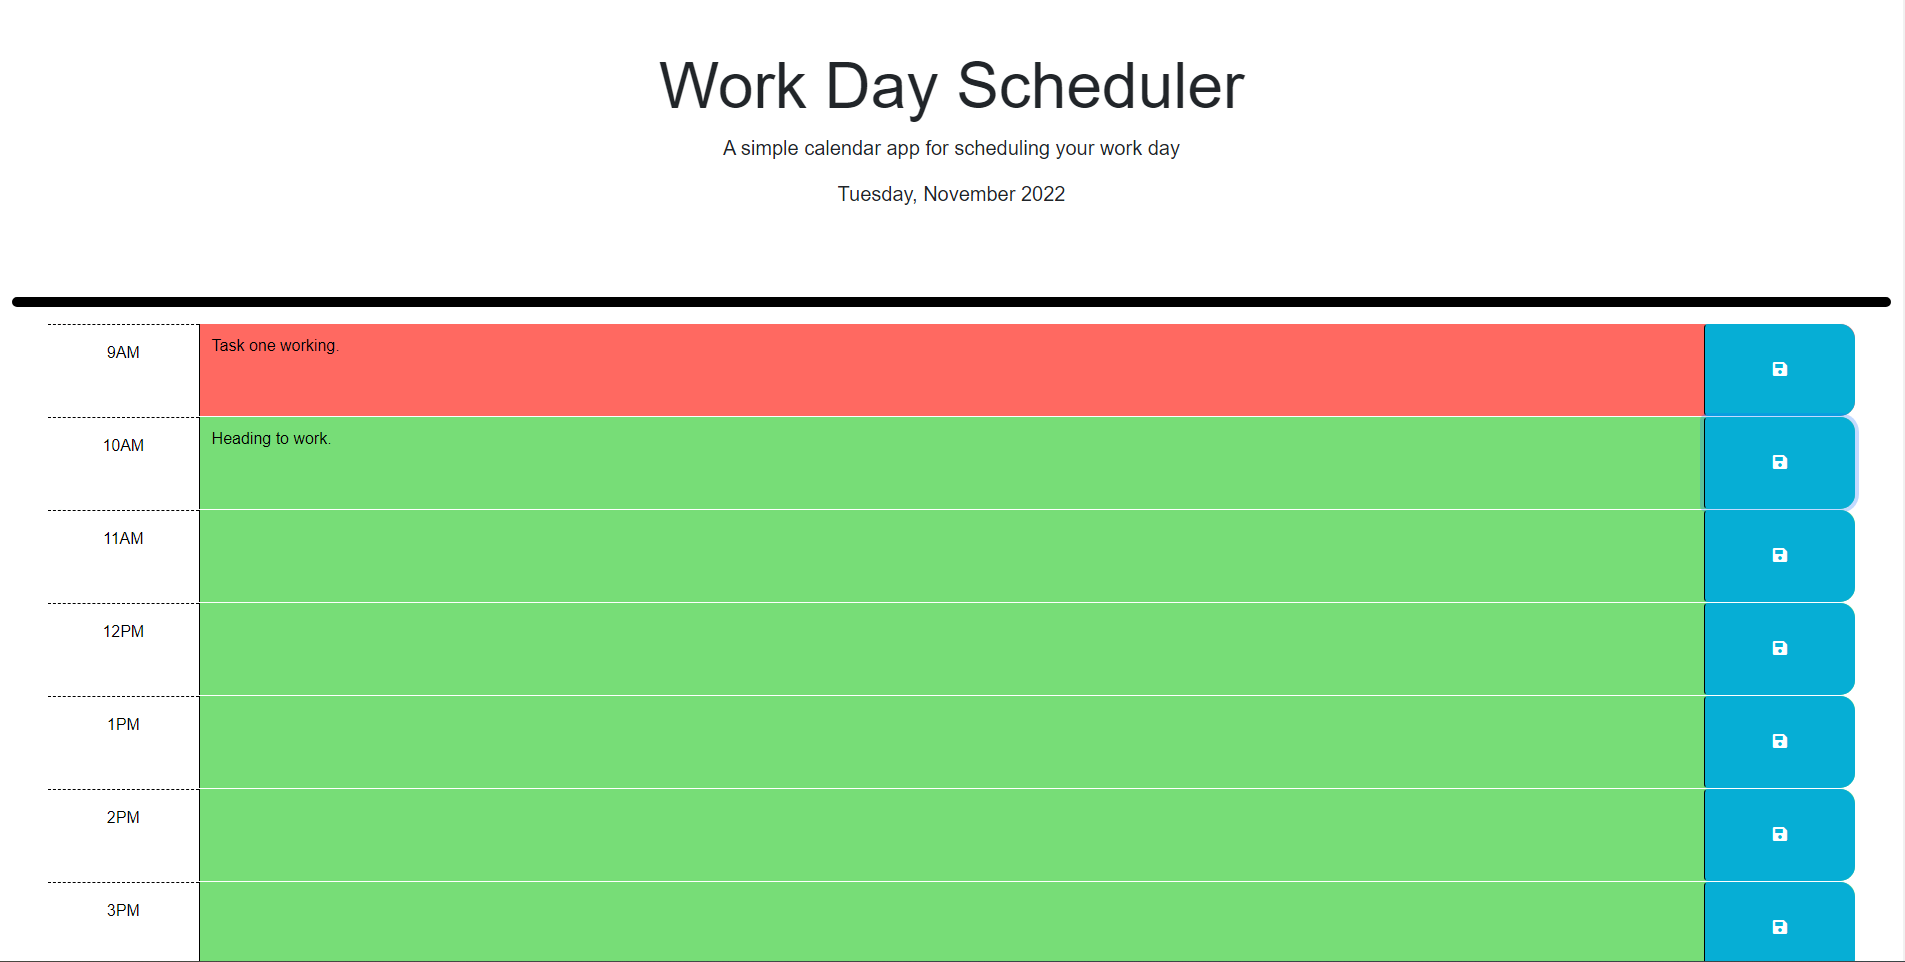 Work Day Scheduler
A simple calendar app for scheduling your work day
Tuesday, November 2022
9AM
Task one working.
10AM
Heading to work.
11AM
12PM
1PM
2PM
3PM